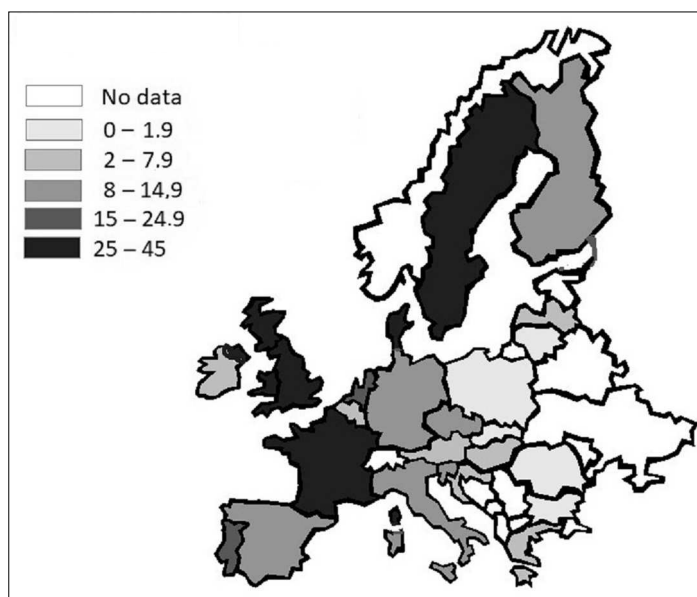 No data
0 – 1.9
2 – 7.9
8 – 14,9
15 – 24.9
25 – 45